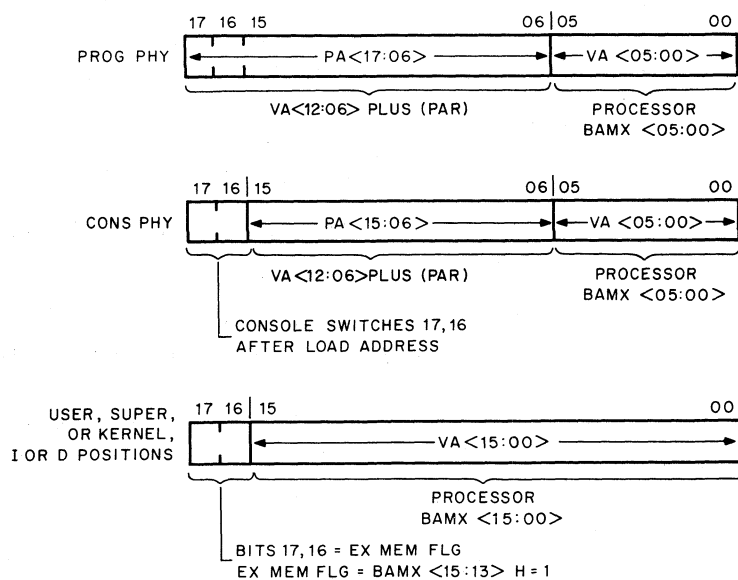 17 16 15 06 05 00
PROG PHY PA<17:06> VA <05:00>
VA<12:06> PLUS (PAR) PROCESSOR
BAMX <05:00>
17 16 15 06 05 00
CONS PHY PA<15:06> VA <05:00>
VA<12:06>PLUS (PAR) PROCESSOR
BAMX <05:00>
CONSOLE SWITCHES 17,16
AFTER LOAD ADDRESS
USER, SUPER, 17 16 15 00
OR KERNEL,
I OR D POSITIONS VA<15:00>
PROCESSOR
BAMX <15:00>
BITS 17,16 = EX MEM FLG
EX MEM FLG = BAMX <15:13> H = 1